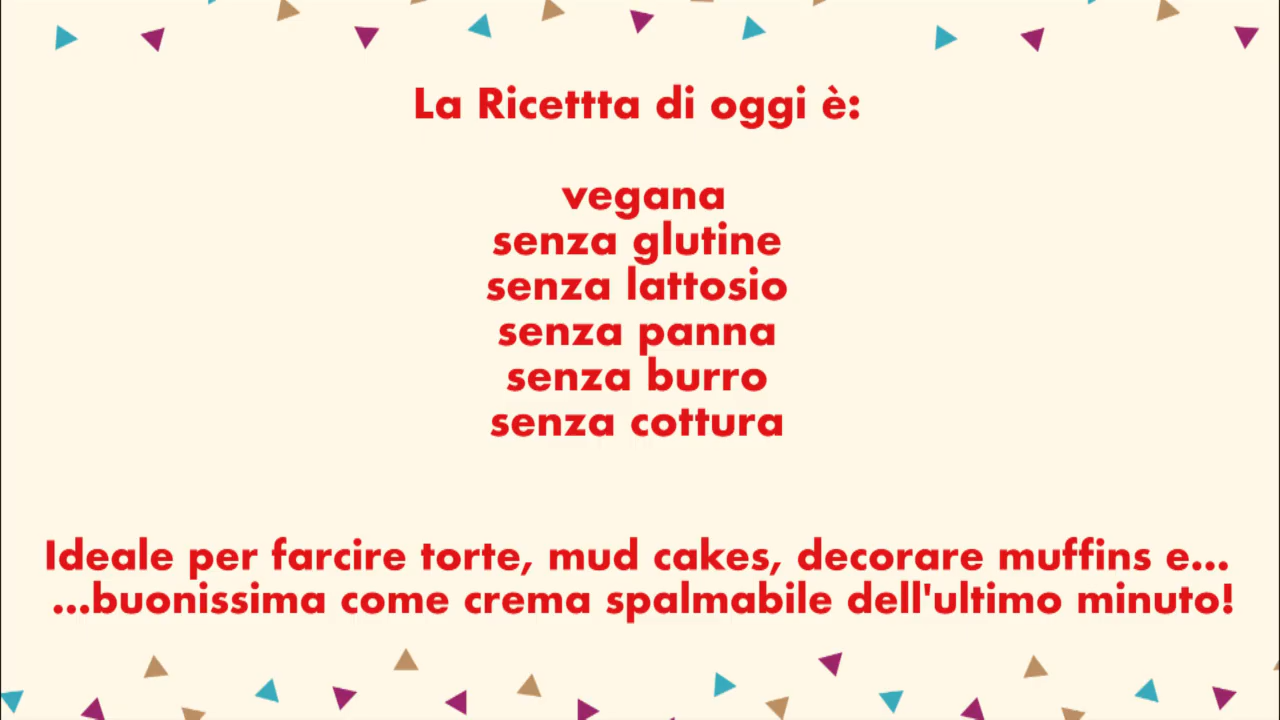 La Ricettta di oggi è:
vegana
senza glutine
senza lattosio
senza panna
senza burro
senza cottura
Ideale per farcire torte, mud cakes, decorare muffins e...
...buonissima come crema spalmabile dell'ultimo minuto!